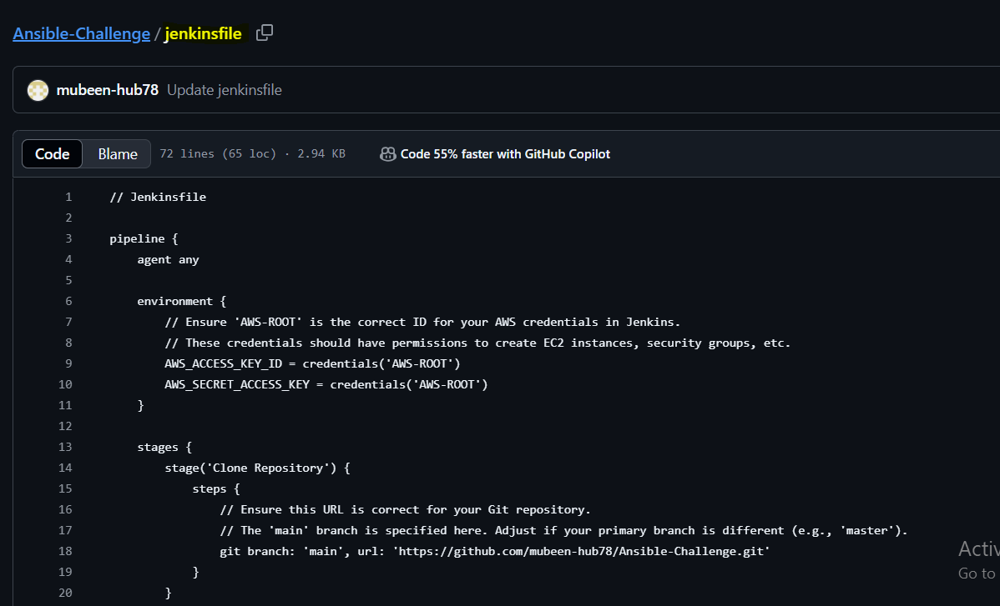 Ansible-Challenge / jenkinsfile
mubeen-hub78 Update jenkinsfile
Code Blame 72 lines (65 loc) · 2.94 KB Code 55% faster with GitHub Copilot
1 // Jenkinsfile
2
3 pipeline {
4     agent any
5
6     environment {
7         // Ensure 'AWS-ROOT' is the correct ID for your AWS credentials in Jenkins.
8         // These credentials should have permissions to create EC2 instances, security groups, etc.
9         AWS_ACCESS_KEY_ID = credentials('AWS-ROOT')
10         AWS_SECRET_ACCESS_KEY = credentials('AWS-ROOT')
11     }
12
13     stages {
14         stage('Clone Repository') {
15             steps {
16                 // Ensure this URL is correct for your Git repository.
17                 // The 'main' branch is specified here. Adjust if your primary branch is different (e.g., 'master').
18                 git branch: 'main', url: 'https://github.com/mubeen-hub78/Ansible-Challenge.git'
19             }
20         }
Activ
Go to